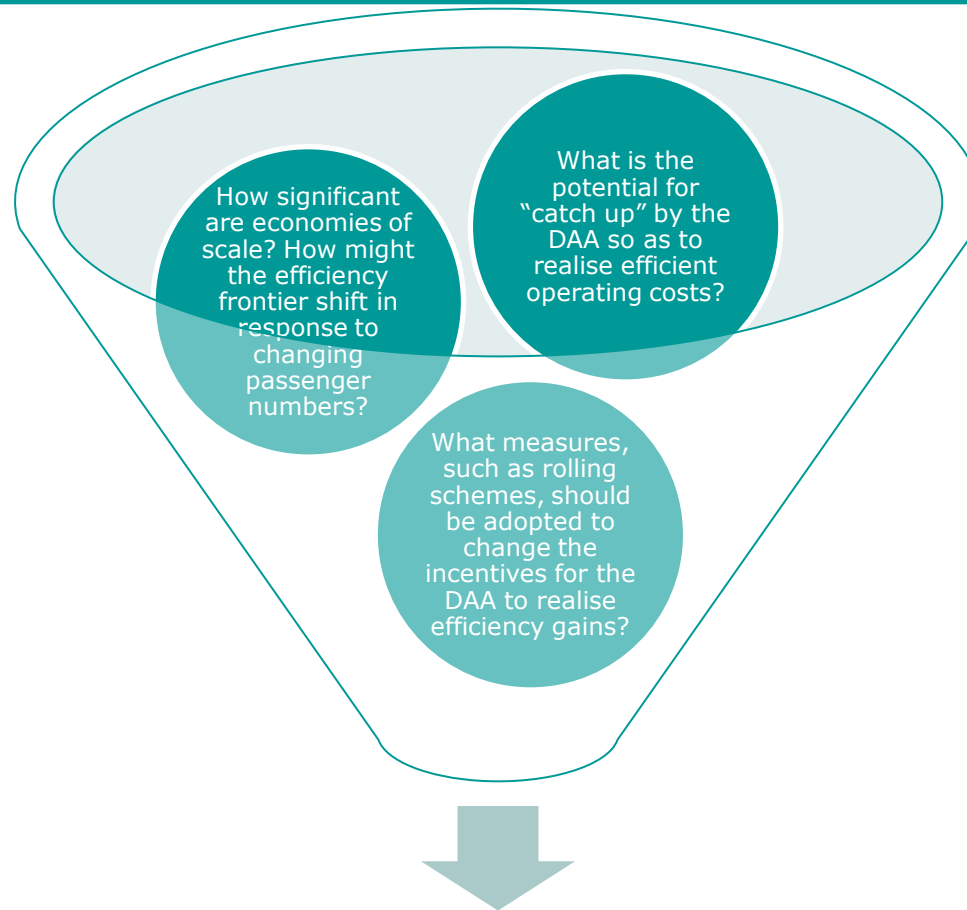 How significant
are economies of
scale? How might
the efficiency
frontier shift in
response to
changing
passenger
numbers?
What is the
potential for
“catch up” by the
DAA so as to
realise efficient
operating costs?
What measures,
such as rolling
schemes, should
be adopted to
change the
incentives for the
DAA to realise
efficiency gains?